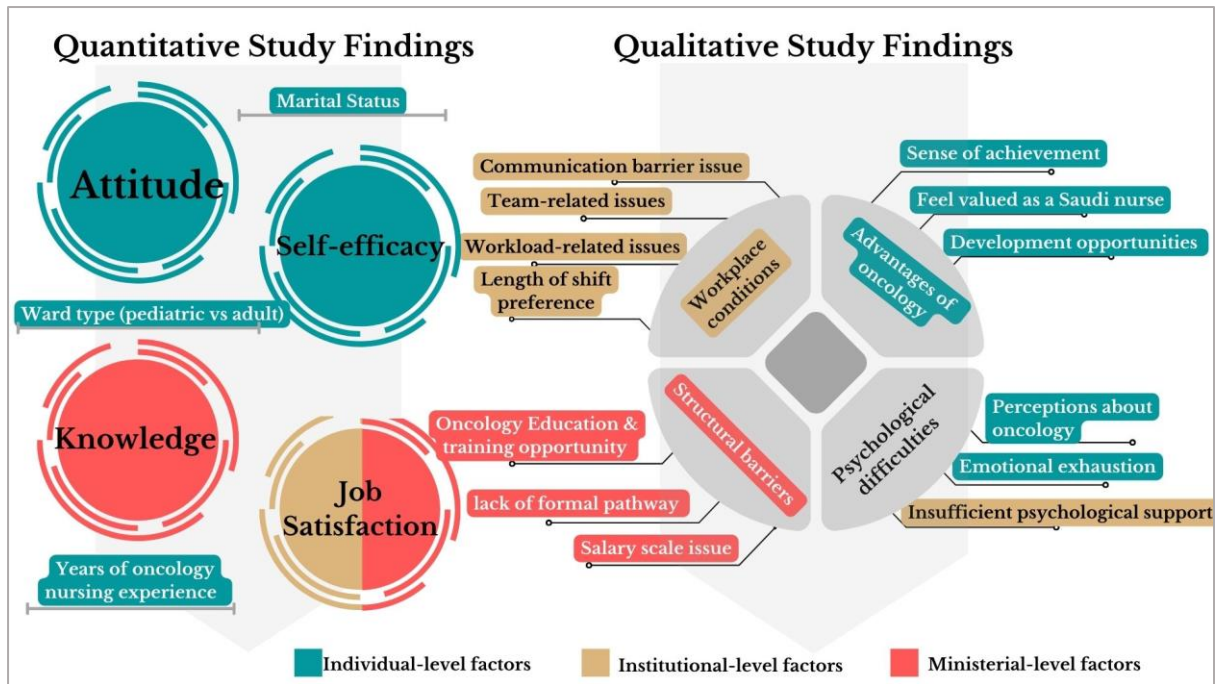 Quantitative Study Findings
Marital Status
Attitude
Self-efficacy
Ward type (pediatric vs adult)
Knowledge
Job
Satisfaction
Years of oncology
nursing experience
Qualitative Study Findings
Communication barrier issue
Team-related issues
Workload-related issues
Length of shift
preference
Workplace
conditions
Sense of achievement
Feel valued as a Saudi nurse
Development opportunities
Advantages of
oncology
Oncology Education &
training opportunity
lack of formal pathway
Salary scale issue
Structural barriers
Psychological
difficulties
Perceptions about
oncology
Emotional exhaustion
Insufficient psychological support
Individual-level factors
Institutional-level factors
Ministerial-level factors